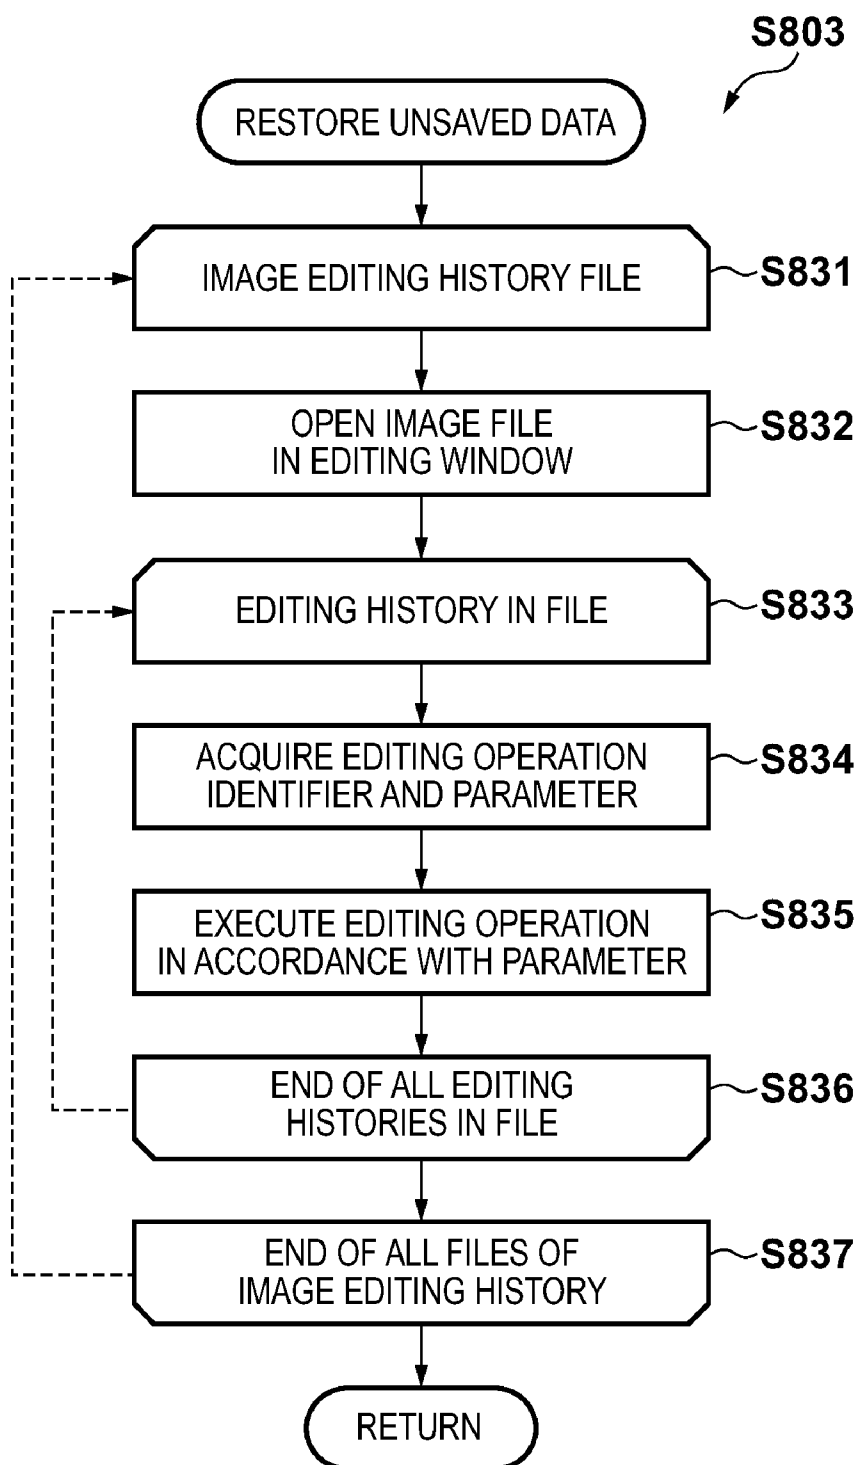 S803
RESTORE UNSAVED DATA
IMAGE EDITING HISTORY FILE
S831
OPEN IMAGE FILE
IN EDITING WINDOW
S832
EDITING HISTORY IN FILE
S833
ACQUIRE EDITING OPERATION
IDENTIFIER AND PARAMETER
S834
EXECUTE EDITING OPERATION
IN ACCORDANCE WITH PARAMETER
S835
END OF ALL EDITING
HISTORIES IN FILE
S836
END OF ALL FILES OF
IMAGE EDITING HISTORY
S837
RETURN